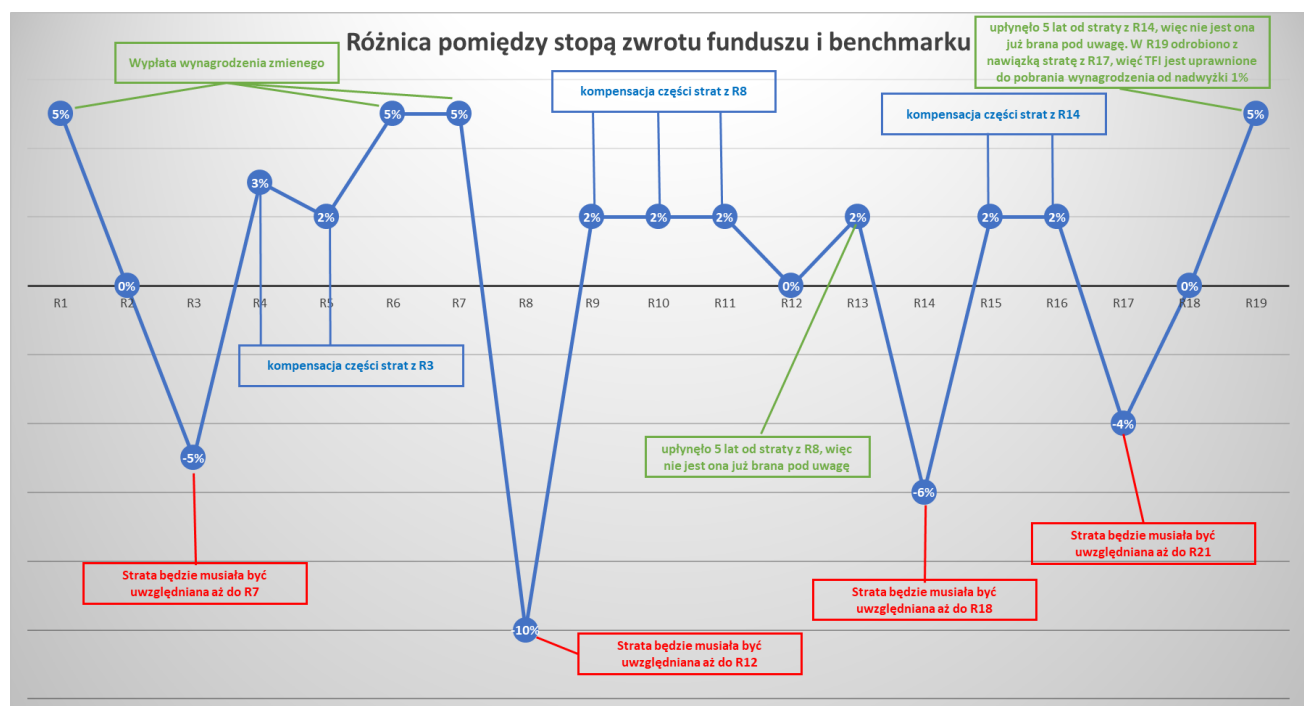 Różnica pomiędzy stopą zwrotu funduszu i benchmarku
upłynęło 5 lat od straty z R14, więc nie jest ona
już brana pod uwagę. W R19 odrobiono z
nawiązką stratę z R17, więć TFI jest uprawnione
do pobrania wynagrodzenia od nadwyżki 1%
Wypłata wynagrodzenia zmienego
kompensacja części strat z R8
kompensacja części strat z R14
5%
0%
-5%
3%
2%
5%
5%
-10%
2%
2%
2%
0%
2%
-6%
2%
2%
-4%
0%
5%
R1
R2
R3
R4
R5
R6
R7
R8
R9
R10
R11
R12
R13
R14
R15
R16
R17
R18
R19
kompensacja części strat z R3
upłynęło 5 lat od straty z R8, więc
nie jest ona już brana pod uwagę
Strata będzie musiała być
uwzględniana aż do R7
Strata będzie musiała być
uwzględniana aż do R12
Strata będzie musiała być
uwzględniana aż do R18
Strata będzie musiała być
uwzględniana aż do R21